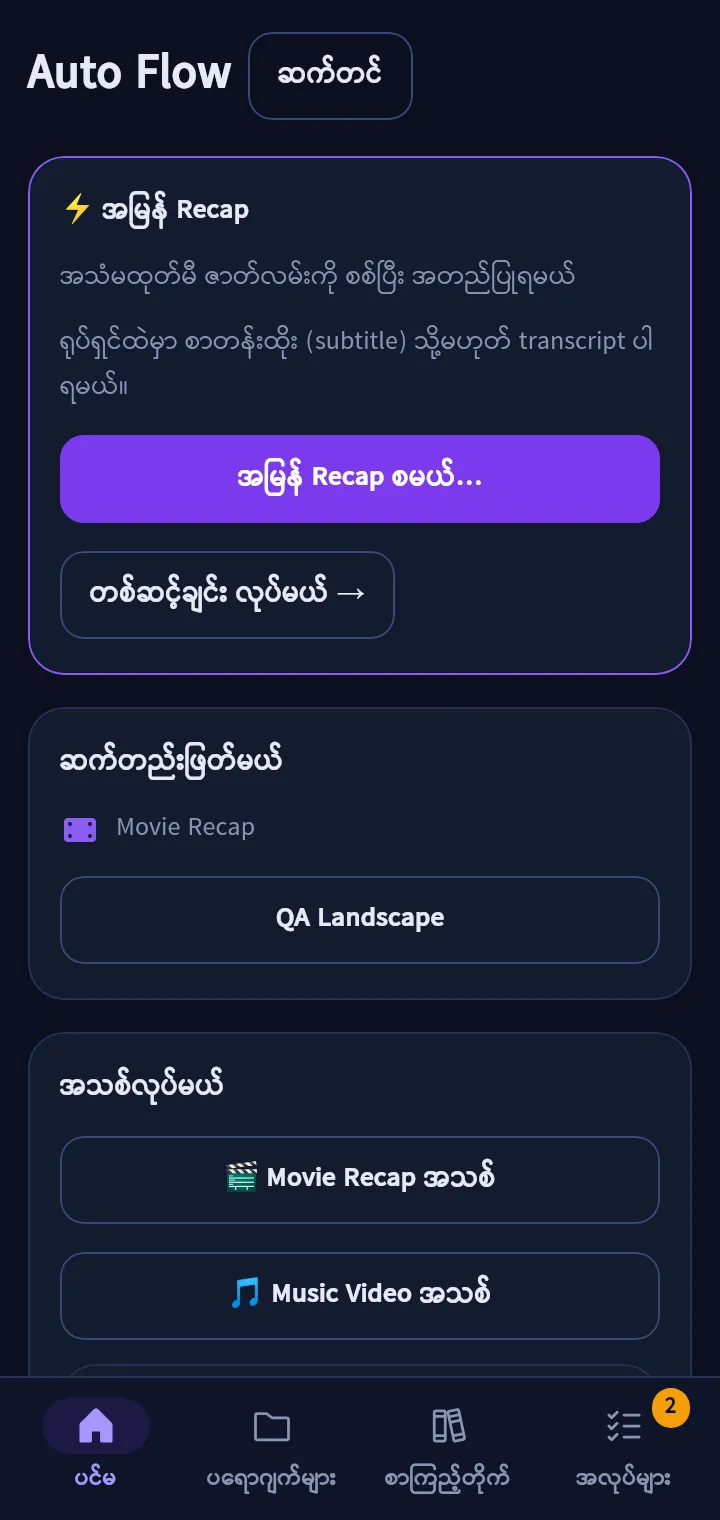 Auto Flow
ဆက်တင်
⚡ အမြန် Recap
အသံမထုတ်မီ ဇာတ်လမ်းကို စစ်ပြီး အတည်ပြုရမယ်
ရုပ်ရှင်ထဲမှာ စာတန်းထိုး (subtitle) သို့မဟုတ် transcript ပါ
ရမယ်။
အမြန် Recap စမယ်...
တစ်ဆင့်ချင်း လုပ်မယ် →
ဆက်တည်းဖြတ်မယ်
Movie Recap
QA Landscape
အသစ်လုပ်မယ်
🎬 Movie Recap အသစ်
🎵 Music Video အသစ်
2
ပင်မ
ပရောဂျက်များ
စာကြည့်တိုက်
အလုပ်များ